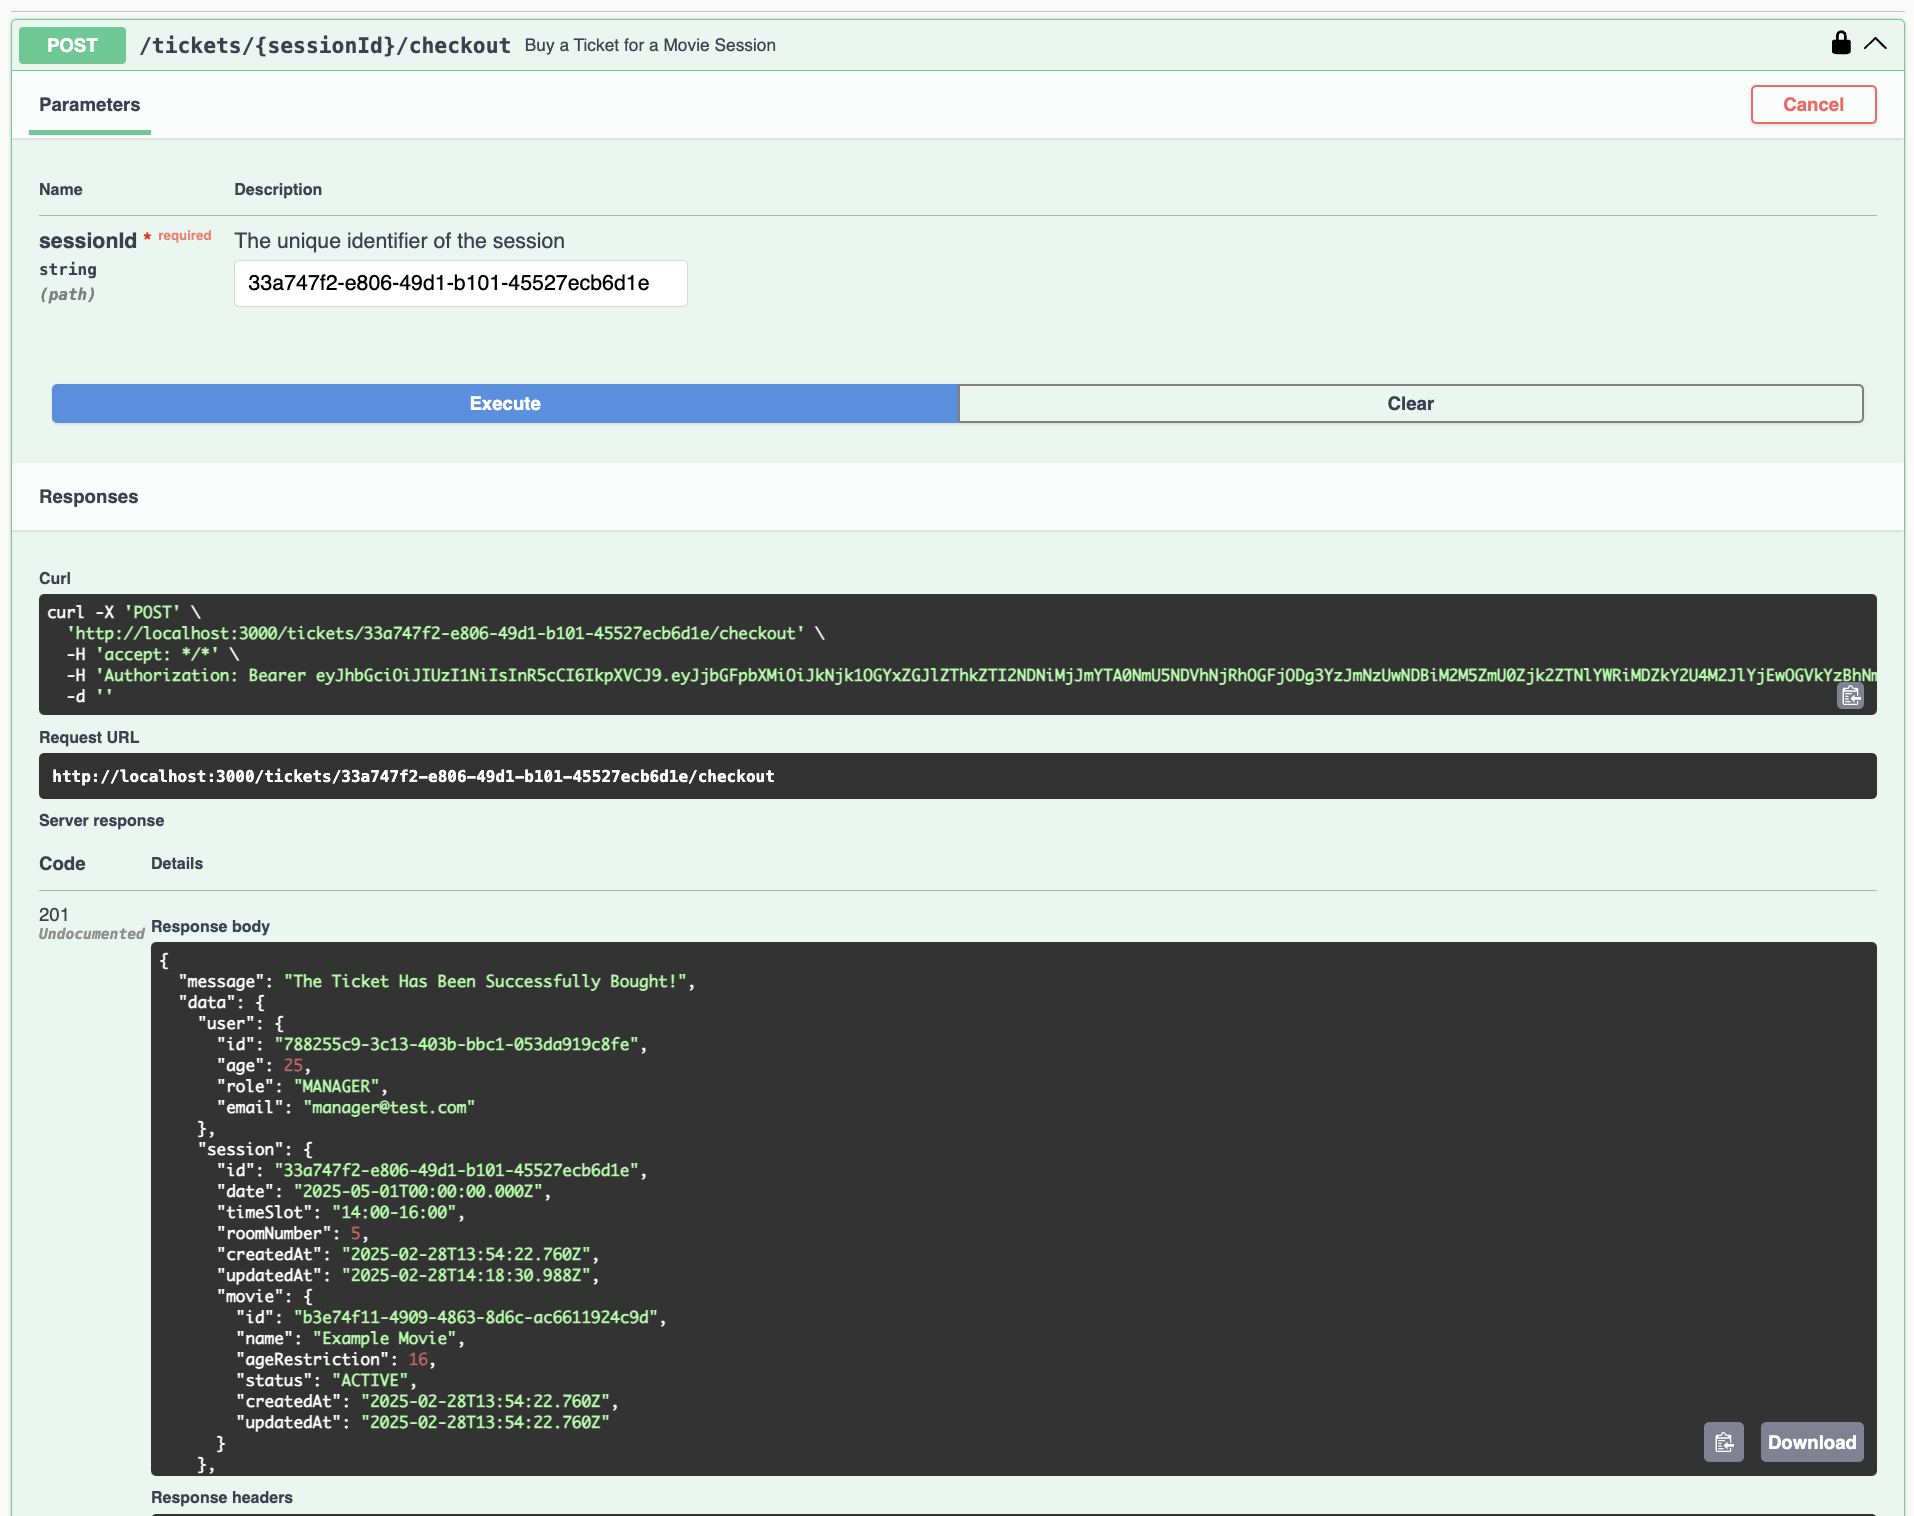 POST /tickets/{sessionId}/checkout Buy a Ticket for a Movie Session
Parameters
Cancel
Name Description
sessionId * required The unique identifier of the session
string
(path)
33a747f2-e806-49d1-b101-45527ecb6d1e
Execute Clear
Responses
Curl
curl -X 'POST' \
'http://localhost:3000/tickets/33a747f2-e806-49d1-b101-45527ecb6d1e/checkout' \
-H 'accept: */*' \
-H 'Authorization: Bearer
-d ''
Request URL
http://localhost:3000/tickets/33a747f2-e806-49d1-b101-45527ecb6d1e/checkout
Server response
Code Details
201
Undocumented
Response body
{
"message": "The Ticket Has Been Successfully Bought!",
"data": {
"user": {
"id": "788255c9-3c13-403b-bbc1-053da919c8fe",
"age": 25,
"role": "MANAGER",
"email": "manager@test.com"
},
"session": {
"id": "33a747f2-e806-49d1-b101-45527ecb6d1e",
"date": "2025-05-01T00:00:00.000Z",
"timeSlot": "14:00-16:00",
"roomNumber": 5,
"createdAt": "2025-02-28T13:54:22.760Z",
"updatedAt": "2025-02-28T14:18:30.988Z",
"movie": {
"id": "b3e74f11-4909-4863-8d6c-ac6611924c9d",
"name": "Example Movie",
"ageRestriction": 16,
"status": "ACTIVE",
"createdAt": "2025-02-28T13:54:22.760Z",
"updatedAt": "2025-02-28T13:54:22.760Z"
}
},
Download
Response headers